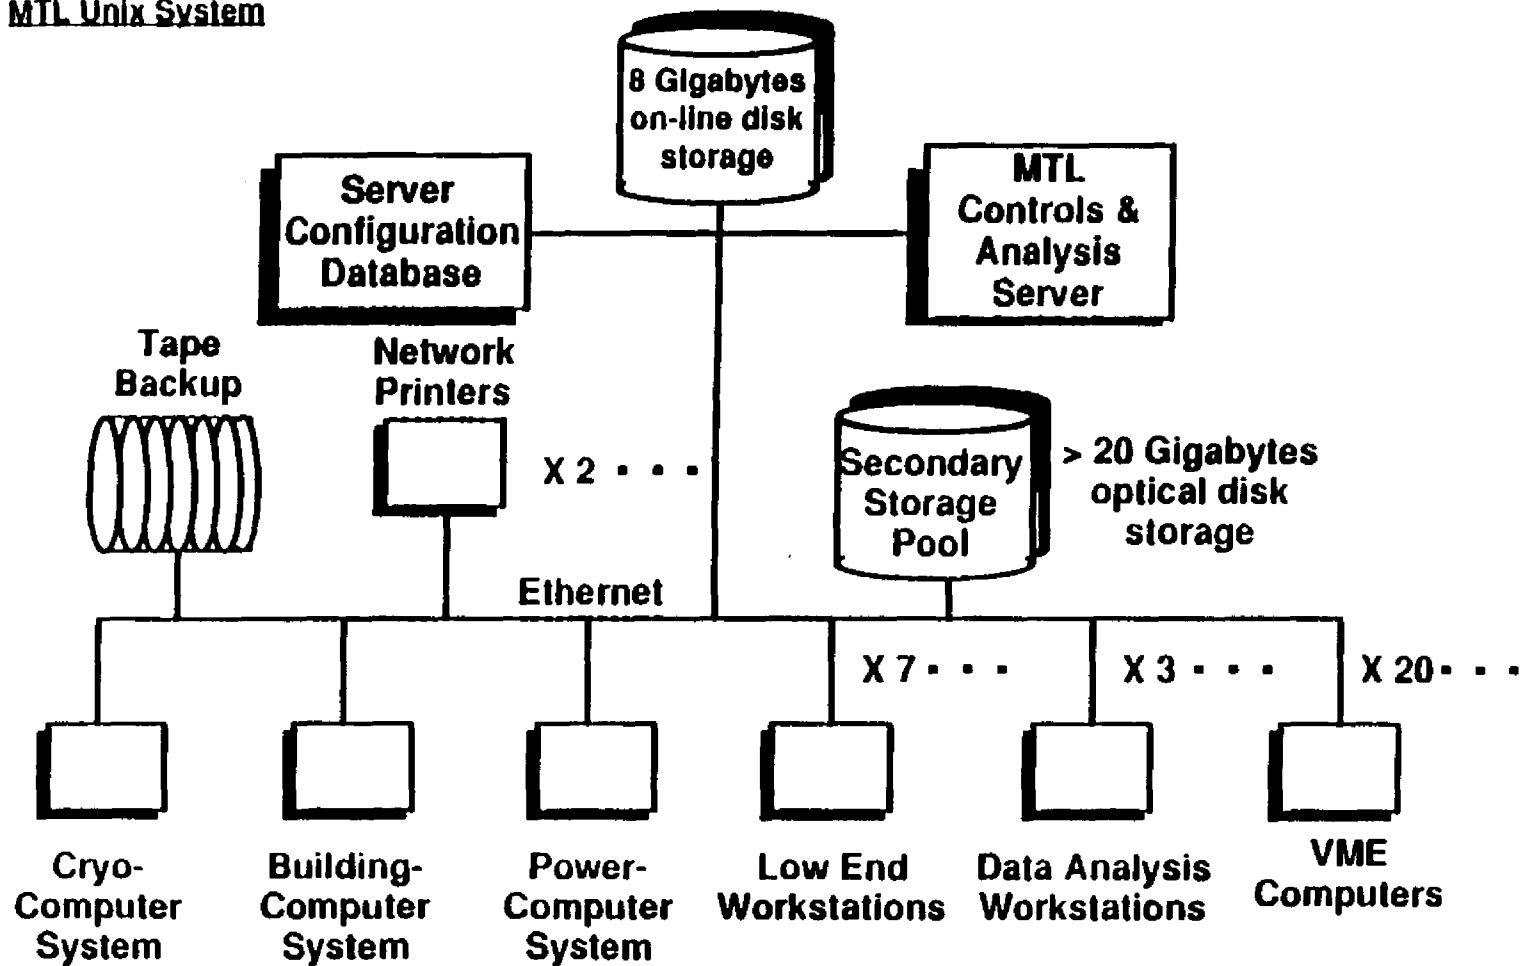 MTL Unix System
8 Gigabytes
on-line disk
storage
Server
Configuration
Database
MTL
Controls &
Analysis
Server
Tape
Backup
Network
Printers
X 2 · · ·
Secondary
Storage
Pool
> 20 Gigabytes
optical disk
storage
Ethernet
X 7 · · ·
X 3 · · ·
X 20 · · ·
Cryo-
Computer
System
Building-
Computer
System
Power-
Computer
System
Low End
Workstations
Data Analysis
Workstations
VME
Computers